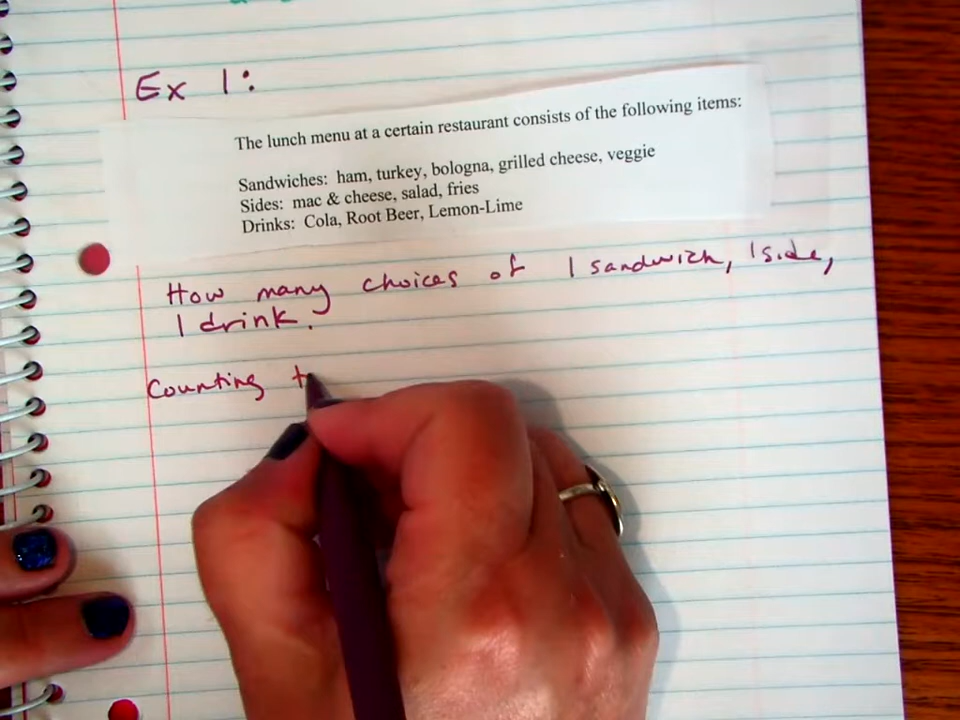 Ex 1:
The lunch menu at a certain restaurant consists of the following items:
Sandwiches: ham, turkey, bologna, grilled cheese, veggie
Sides: mac & cheese, salad, fries
Drinks: Cola, Root Beer, Lemon-Lime
How many choices of 1 sandwich, 1 side,
1 drink.
Counting t